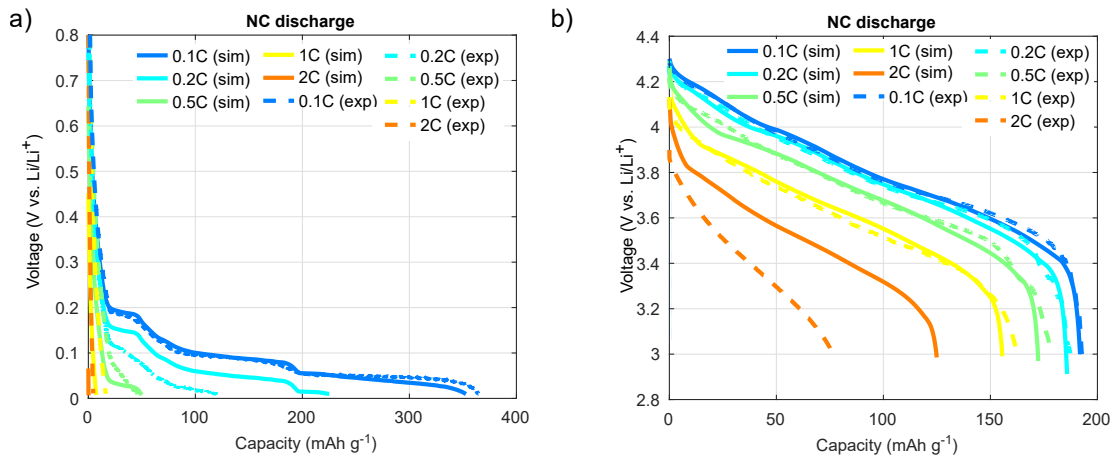 a)
NC discharge
0.1C (sim)
0.2C (sim)
0.5C (sim)
1C (sim)
2C (sim)
0.1C (exp)
0.2C (exp)
0.5C (exp)
1C (exp)
2C (exp)
Voltage (V vs. Li/Li⁺)
0.8
0.7
0.6
0.5
0.4
0.3
0.2
0.1
0
0 100 200 300 400
Capacity (mAh g⁻¹)
b)
NC discharge
0.1C (sim)
0.2C (sim)
0.5C (sim)
1C (sim)
2C (sim)
0.1C (exp)
0.2C (exp)
0.5C (exp)
1C (exp)
2C (exp)
Voltage (V vs. Li/Li⁺)
4.4
4.2
4
3.8
3.6
3.4
3.2
3
2.8
0 50 100 150 200
Capacity (mAh g⁻¹)